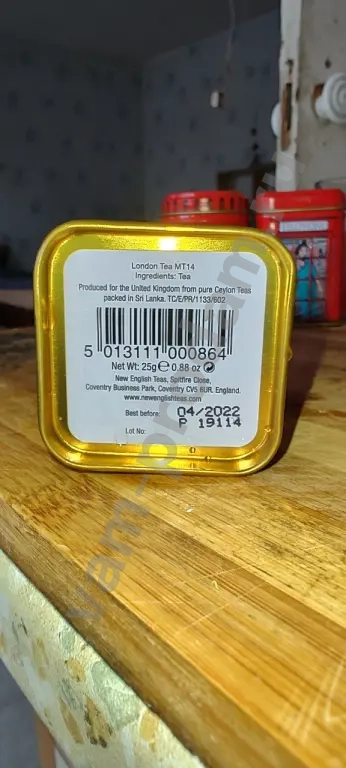 London Tea MT14
Ingredients: Tea
Produced for the United Kingdom from pure Ceylon Teas
packed in Sri Lanka. TC/E/PR/1133/602
5 013111 000864
Net Wt: 25g e 0.88 oz
New English Teas, Spitfire Close,
Coventry Business Park, Coventry CV5 6UR, England.
www.newenglishteas.com
Best before: 04/2022
P 19114
Lot No: